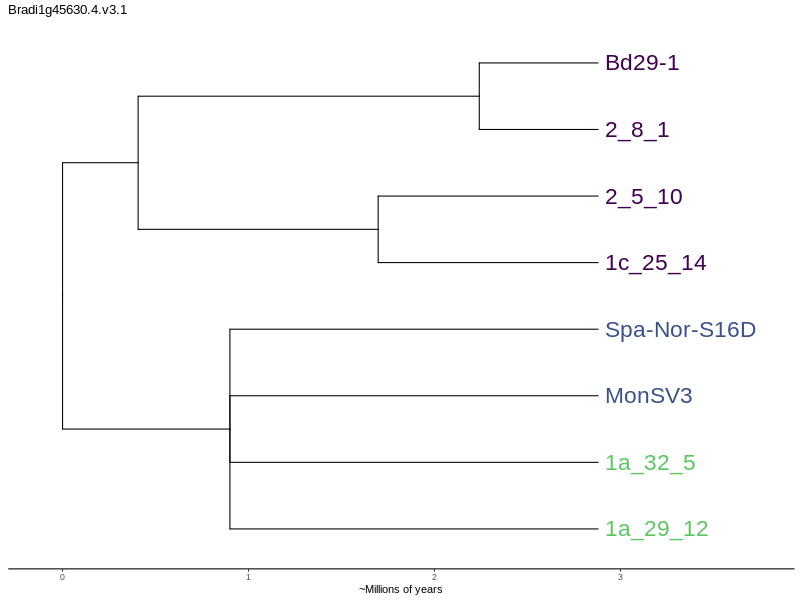 Bradi1g45630.4.v3.1
Bd29-1
2_8_1
2_5_10
1c_25_14
Spa-Nor-S16D
MonSV3
1a_32_5
1a_29_12
0 1 2 3
~Millions of years